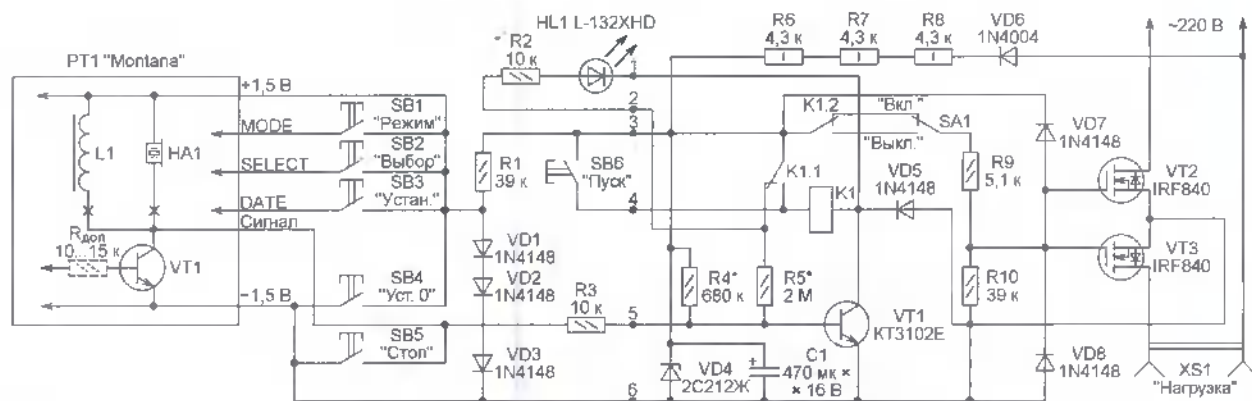 HL1 L-132XHD
R2
10 к
R6
4,3 к
R7
4,3 к
R8
4,3 к
VD6
1N4004
~220 В
PT1 "Montana"
+1,5 В
MODE
SELECT
DATE
Сигнал
L1
HA1
Rдоп
10...15 к
VT1
−1,5 В
SB1
"Режим"
SB2
"Выбор"
SB3
"Устан."
SB4
"Уст. 0"
SB5
"Стоп"
R1
39 к
VD1
1N4148
VD2
1N4148
VD3
1N4148
R3
10 к
1
2
3
4
5
6
SB6
"Пуск"
K1.2
"Вкл."
"Выкл."
SA1
K1.1
K1
VD5
1N4148
R4*
680 к
R5*
2 М
VT1
КТ3102Е
VD4
2С212Ж
+
C1
470 мк ×
× 16 В
R9
5,1 к
R10
39 к
VD7
1N4148
VD8
1N4148
VT2
IRF840
VT3
IRF840
XS1
"Нагрузка"